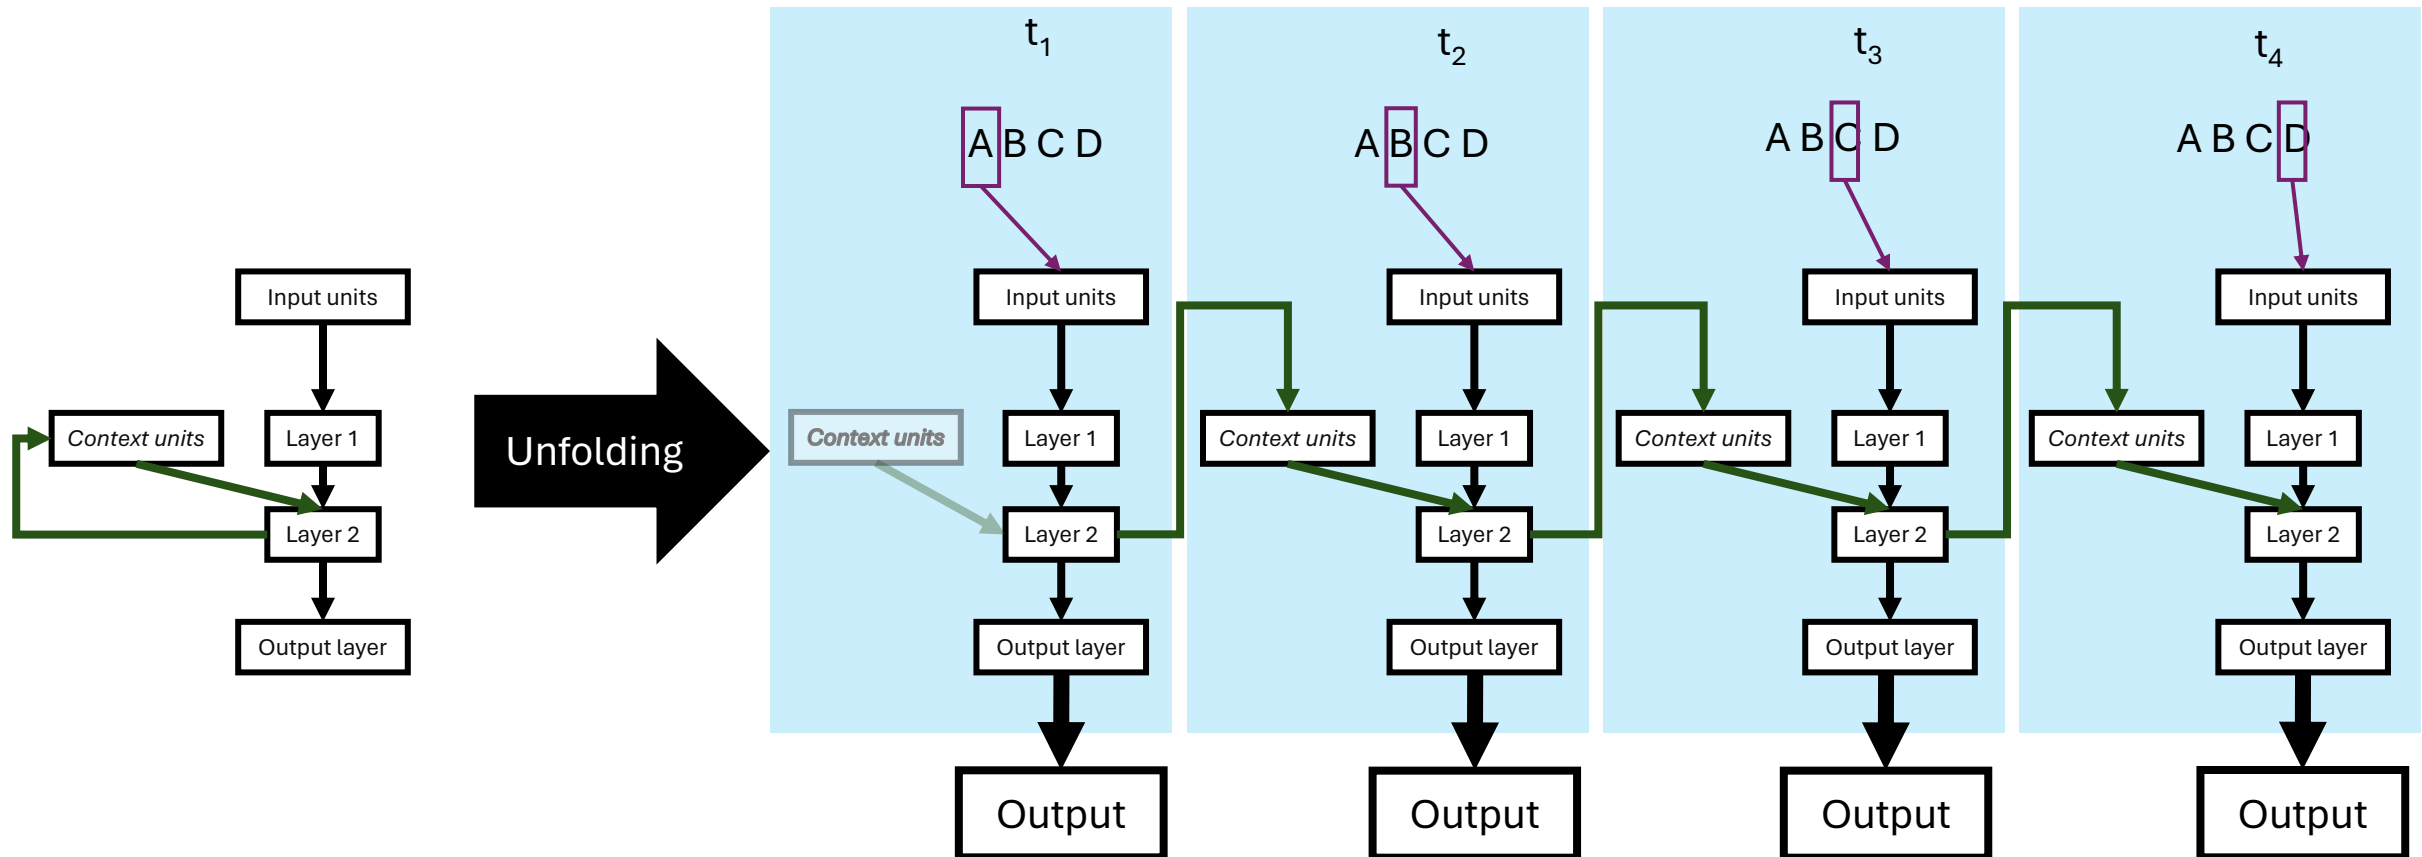 Input units
Context units
Layer 1
Layer 2
Output layer
Unfolding
t1
A B C D
Input units
Context units
Layer 1
Layer 2
Output layer
Output
t2
A B C D
Input units
Context units
Layer 1
Layer 2
Output layer
Output
t3
A B C D
Input units
Context units
Layer 1
Layer 2
Output layer
Output
t4
A B C D
Input units
Context units
Layer 1
Layer 2
Output layer
Output